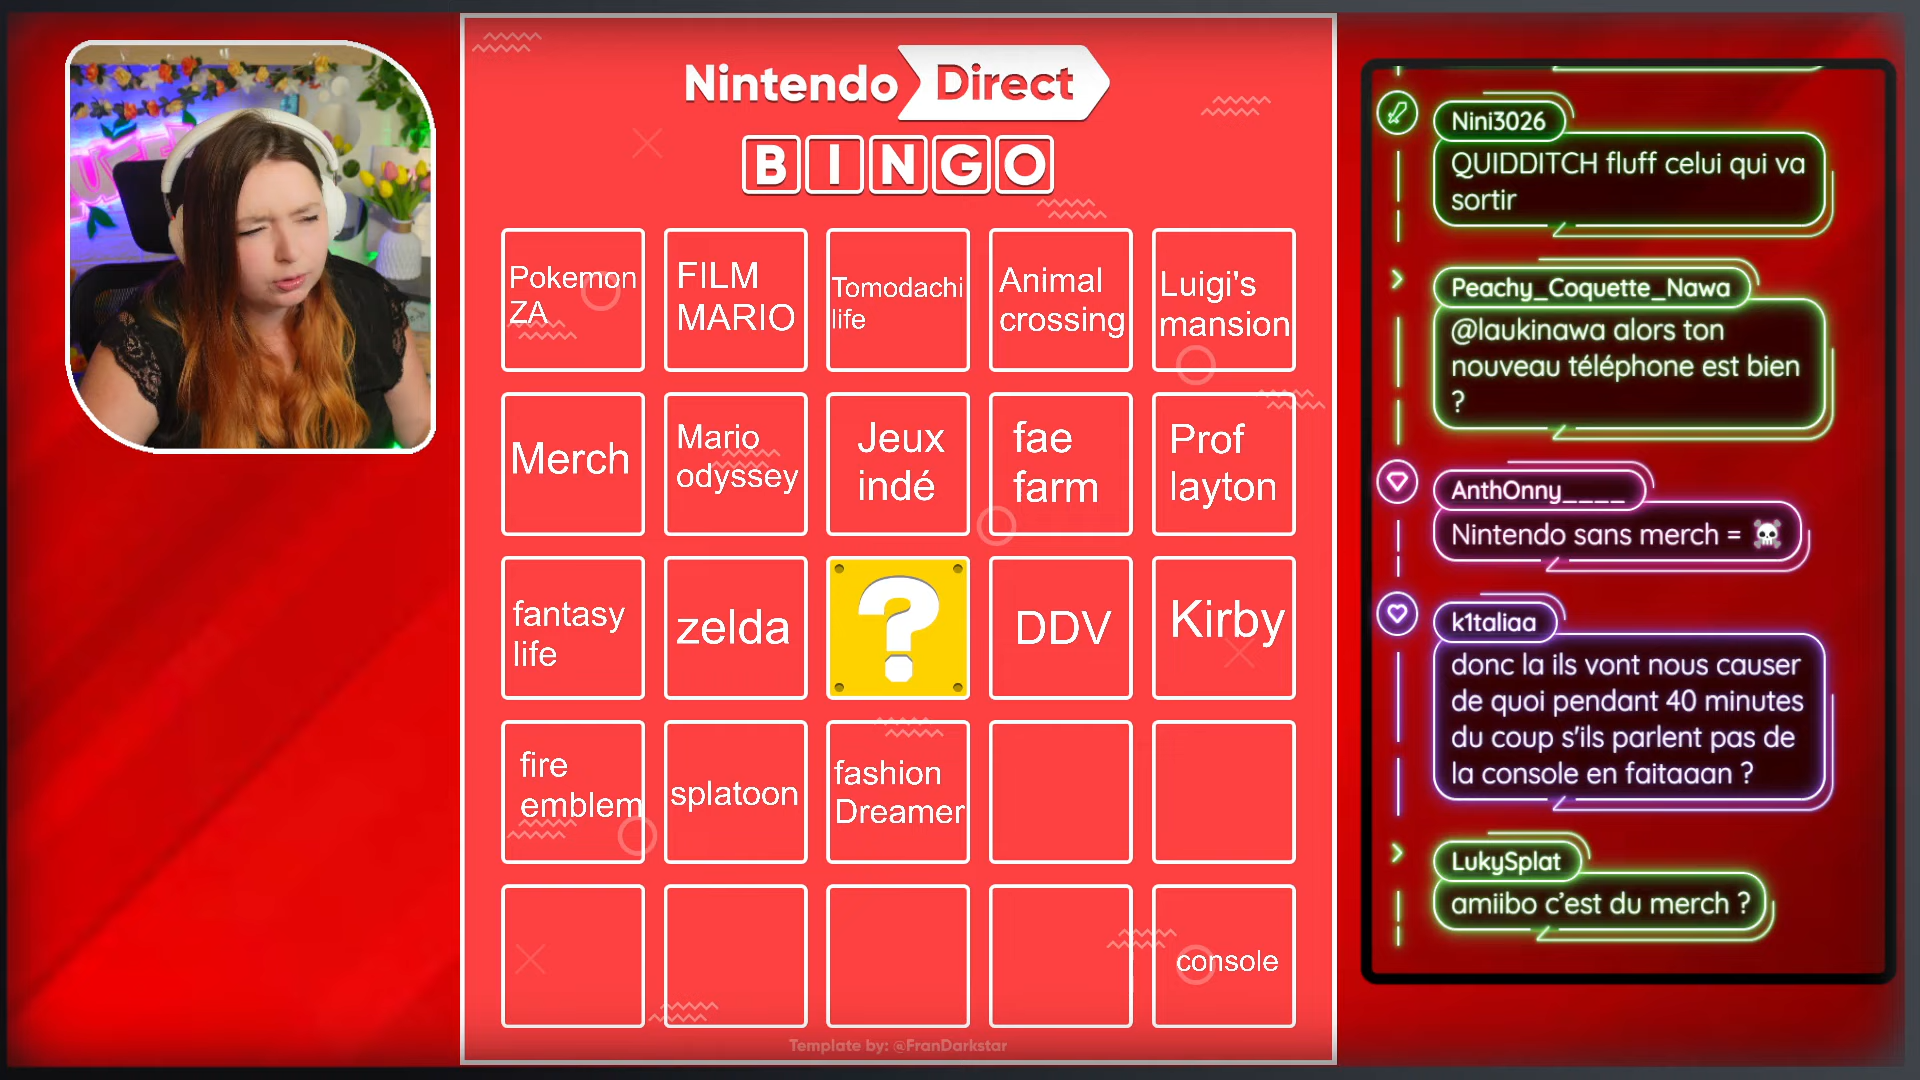 Nintendo Direct
BINGO
Pokemon
ZA
FILM
MARIO
Tomodachi
life
Animal
crossing
Luigi's
mansion
Merch
Mario
odyssey
Jeux
indé
fae
farm
Prof
layton
fantasy
life
zelda
?
DDV
Kirby
fire
emblem
splatoon
fashion
Dreamer
console
Template by: @FranDarkstar
Nini3026
QUIDDITCH fluff celui qui va
sortir
Peachy_Coquette_Nawa
@laukinawa alors ton
nouveau téléphone est bien
?
AnthOnny____
Nintendo sans merch = ☠️
k1taliaa
donc la ils vont nous causer
de quoi pendant 40 minutes
du coup s'ils parlent pas de
la console en faitaaan ?
LukySplat
amiibo c’est du merch ?